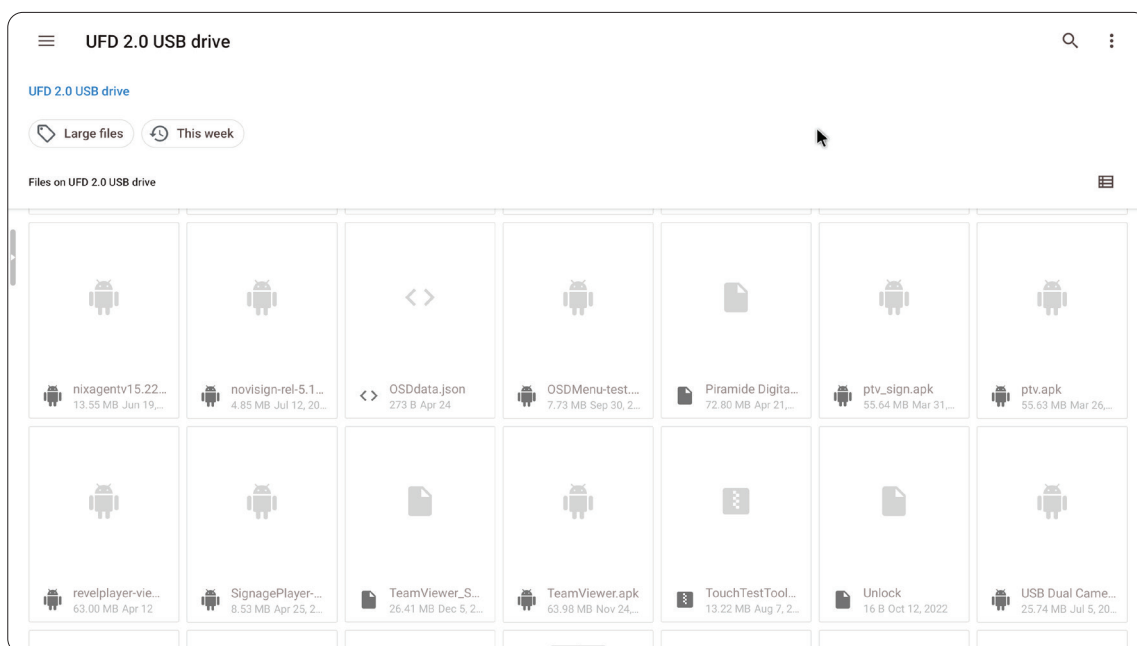 UFD 2.0 USB drive
UFD 2.0 USB drive
Large files
This week
Files on UFD 2.0 USB drive
nixagentv15.22...
13.55 MB Jun 19,...
novisign-rel-5.1...
4.85 MB Jul 12, 20...
OSDdata.json
273 B Apr 24
OSDMenu-test....
7.73 MB Sep 30, 2...
Piramide Digita...
72.80 MB Apr 21,...
ptv_sign.apk
55.64 MB Mar 31,...
ptv.apk
55.63 MB Mar 26,...
revelplayer-vie...
63.00 MB Apr 12
SignagePlayer-...
8.53 MB Apr 25, 2...
TeamViewer_S...
26.41 MB Dec 5, 2...
TeamViewer.apk
63.98 MB Nov 24,...
TouchTestTool...
13.22 MB Aug 7, 2...
Unlock
16 B Oct 12, 2022
USB Dual Came...
25.74 MB Jul 5, 20...